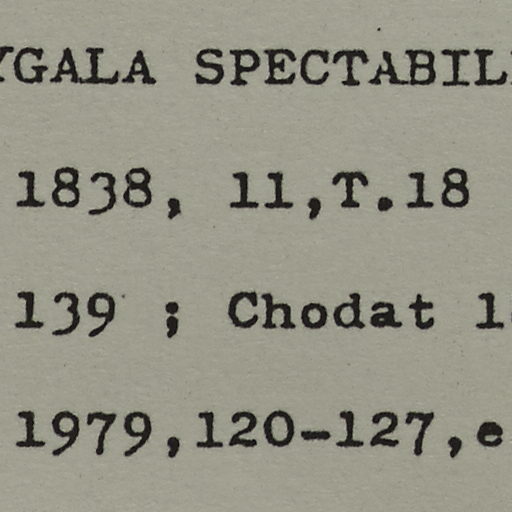 YGALA SPECTABIL
1838, 11,T.18
139 ; Chodat 1
1979,120-127,e